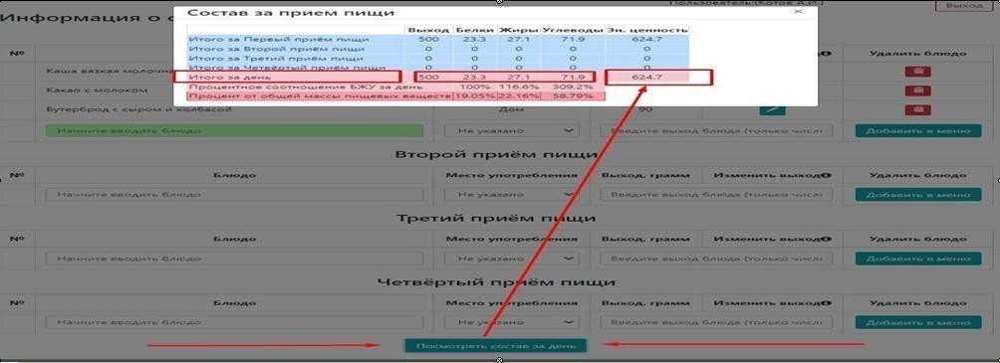 Пользователь:(Котов А.И.)
Выход
Информация о с
Состав за прием пищи
×
Выход Белки Жиры Углеводы Эн. ценность
Итого за Первый приём пищи 500 23.3 27.1 71.9 624.7
Итого за Второй приём пищи 0 0 0 0 0
Итого за Третий приём пищи 0 0 0 0 0
Итого за Четвёртый приём пищи 0 0 0 0 0
Итого за день 500 23.3 27.1 71.9 624.7
Процентное соотношение БЖУ за день 100% 116.6% 309.2%
Процент от общей массы пищевых веществ 19.05% 22.16% 58.79%
№ Удалить блюдо
Каша вязкая молочна
Какао с молоком
Бутерброд с сыром и колбасой Дом 90
Начните вводить блюдо Не указано Введите выход блюда (только числ Добавить в меню
Второй приём пищи
№ Блюдо Место употребления Выход, грамм Изменить выход Удалить блюдо
Начните вводить блюдо Не указано Введите выход блюда (только числ Добавить в меню
Третий приём пищи
№ Блюдо Место употребления Выход, грамм Изменить выход Удалить блюдо
Начните вводить блюдо Не указано Введите выход блюда (только числ Добавить в меню
Четвёртый приём пищи
№ Блюдо Место употребления Выход, грамм Изменить выход Удалить блюдо
Начните вводить блюдо Не указано Введите выход блюда (только числ Добавить в меню
Посмотреть состав за день